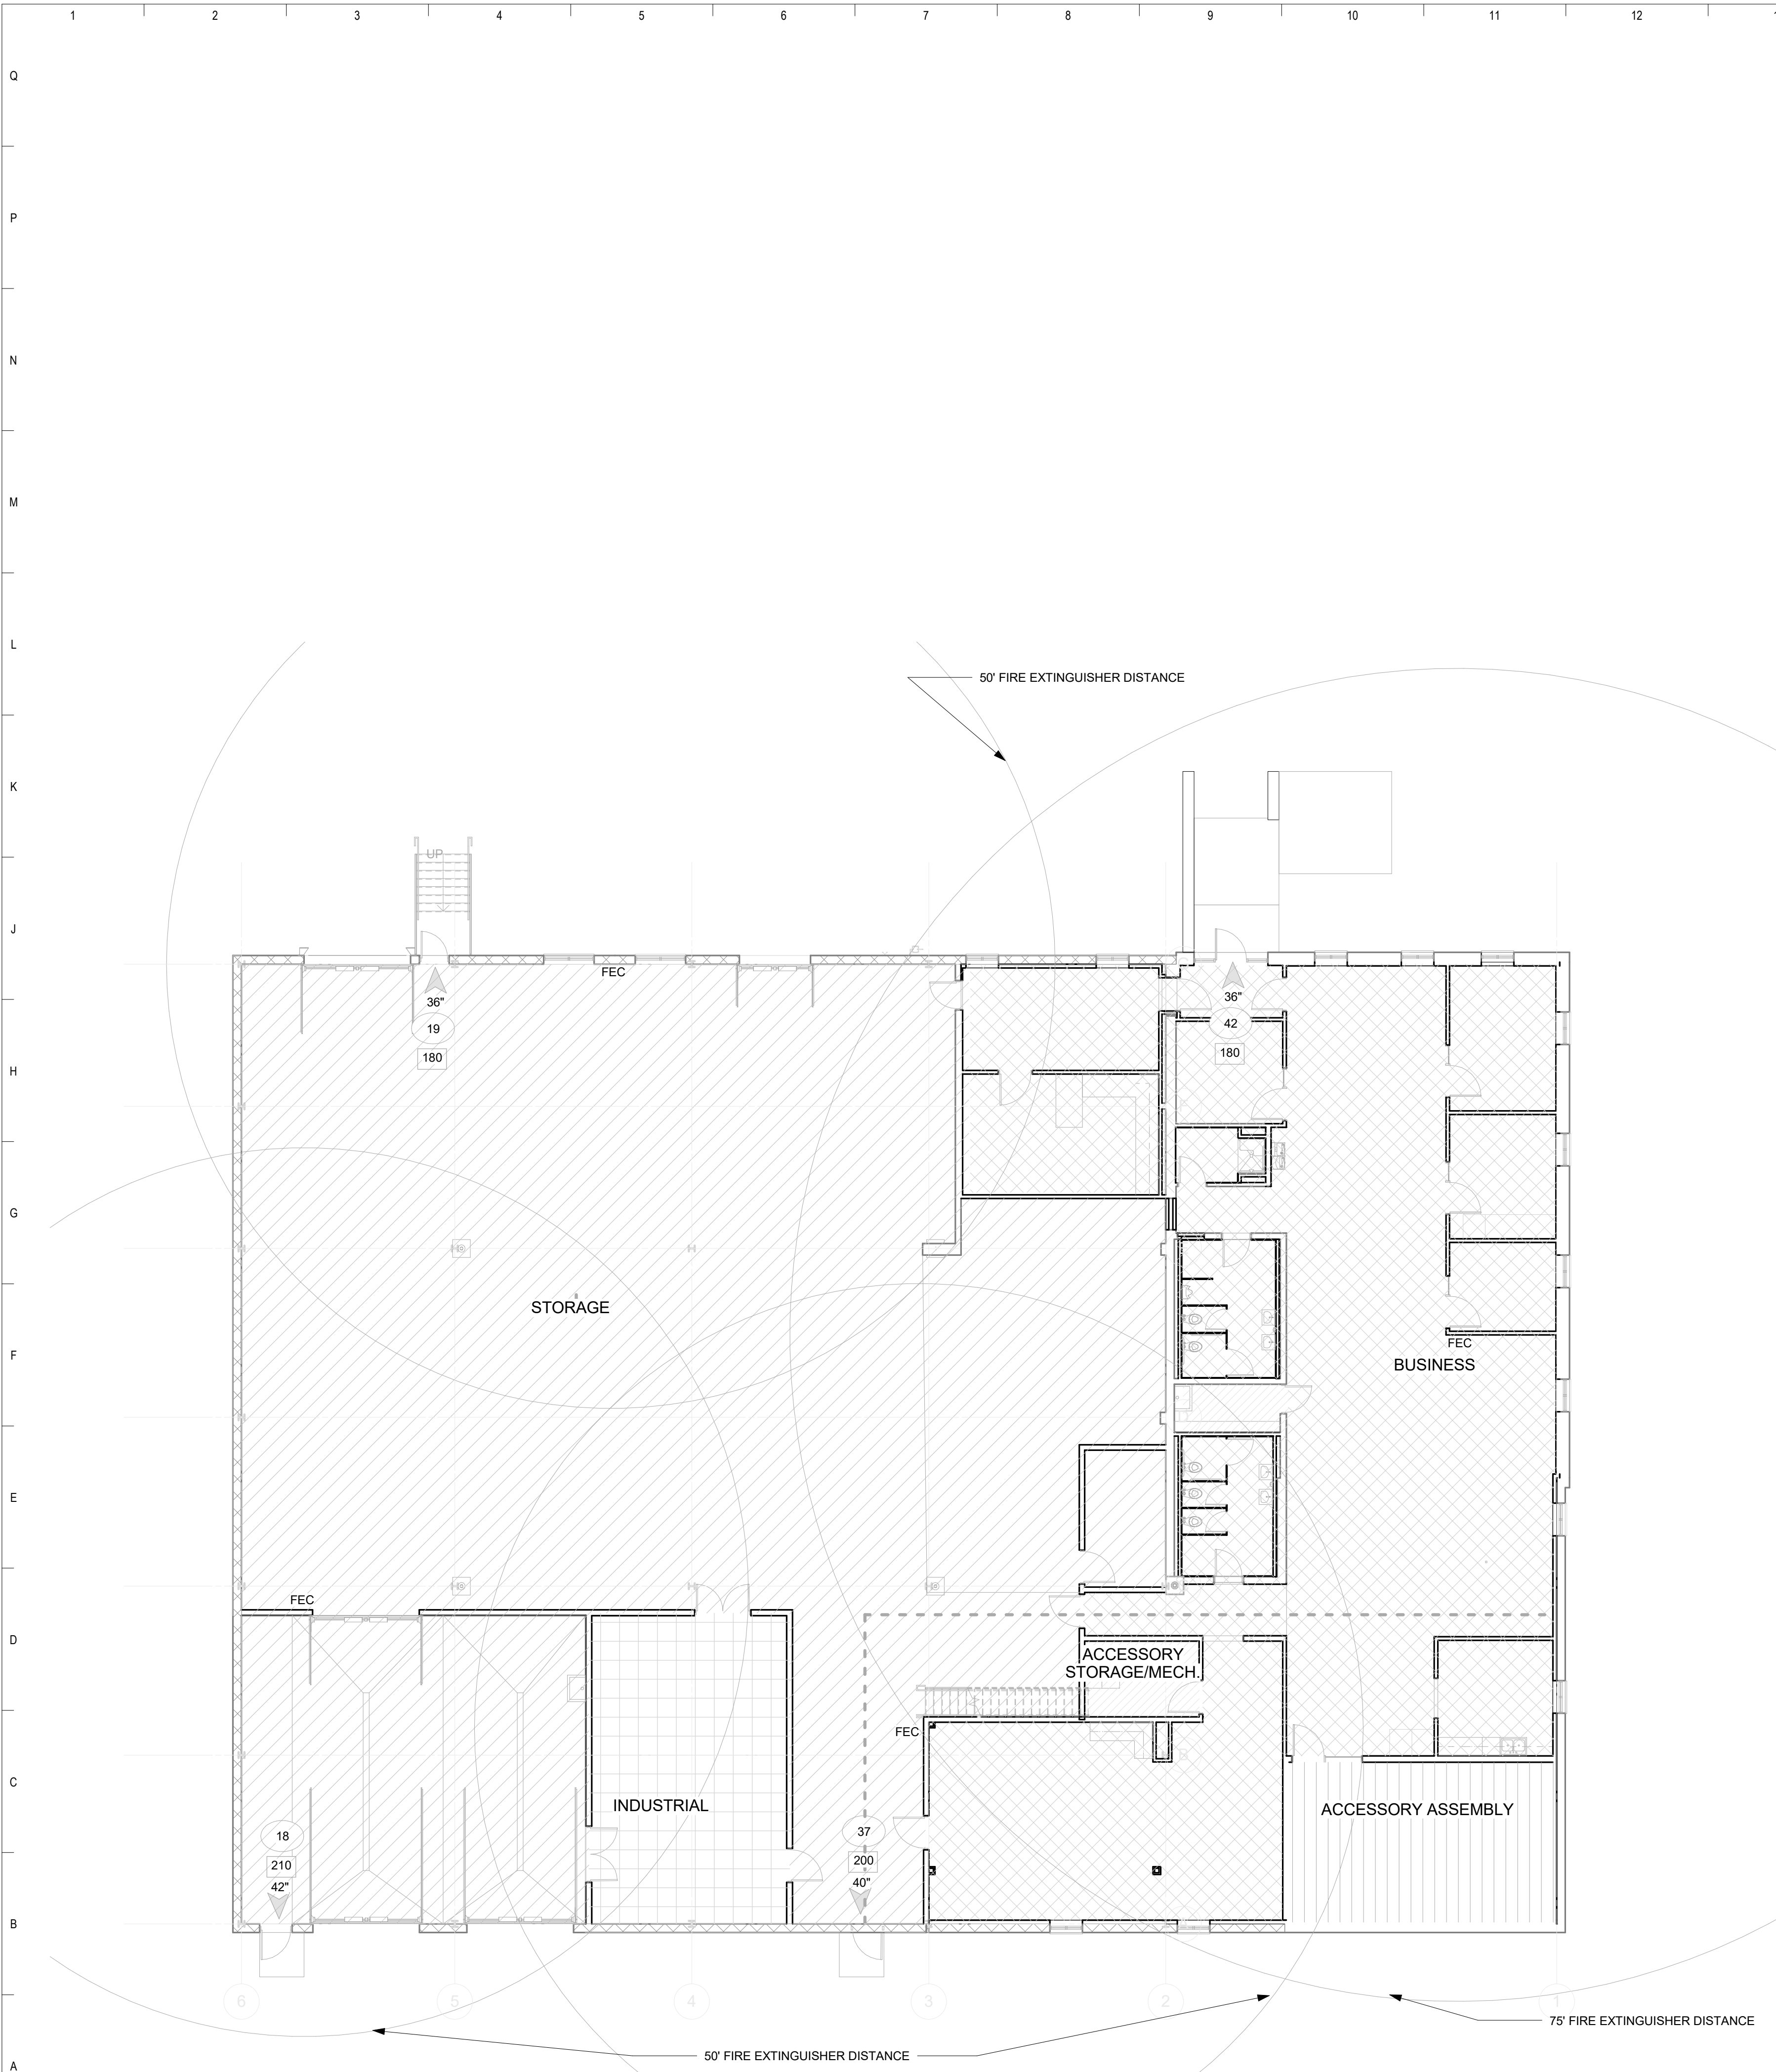 1 2 3 4 5 6 7 8 9 10 11 12
Q
P
N
M
L
50' FIRE EXTINGUISHER DISTANCE
K
UP
J
FEC
36"
36"
19
42
180
180
H
G
STORAGE
FEC
F
BUSINESS
E
FEC
D
ACCESSORY
STORAGE/MECH.
FEC
C
INDUSTRIAL
ACCESSORY ASSEMBLY
18
37
210
200
42"
40"
B
6 5 4 3 2 1
75' FIRE EXTINGUISHER DISTANCE
50' FIRE EXTINGUISHER DISTANCE
A